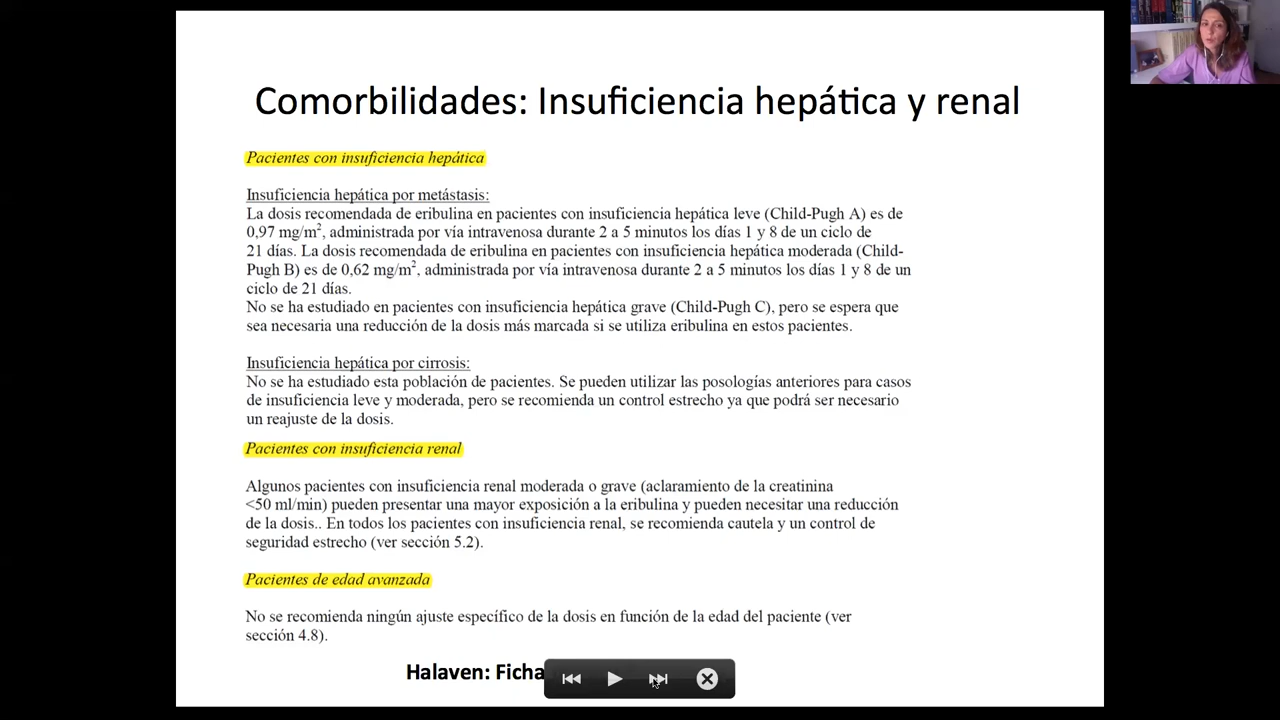 Comorbilidades: Insuficiencia hepática y renal
Pacientes con insuficiencia hepática
Insuficiencia hepática por metástasis:
La dosis recomendada de eribulina en pacientes con insuficiencia hepática leve (Child-Pugh A) es de
0,97 mg/m², administrada por vía intravenosa durante 2 a 5 minutos los días 1 y 8 de un ciclo de
21 días. La dosis recomendada de eribulina en pacientes con insuficiencia hepática moderada (Child-
Pugh B) es de 0,62 mg/m², administrada por vía intravenosa durante 2 a 5 minutos los días 1 y 8 de un
ciclo de 21 días.
No se ha estudiado en pacientes con insuficiencia hepática grave (Child-Pugh C), pero se espera que
sea necesaria una reducción de la dosis más marcada si se utiliza eribulina en estos pacientes.
Insuficiencia hepática por cirrosis:
No se ha estudiado esta población de pacientes. Se pueden utilizar las posologías anteriores para casos
de insuficiencia leve y moderada, pero se recomienda un control estrecho ya que podrá ser necesario
un reajuste de la dosis.
Pacientes con insuficiencia renal
Algunos pacientes con insuficiencia renal moderada o grave (aclaramiento de la creatinina
<50 ml/min) pueden presentar una mayor exposición a la eribulina y pueden necesitar una reducción
de la dosis.. En todos los pacientes con insuficiencia renal, se recomienda cautela y un control de
seguridad estrecho (ver sección 5.2).
Pacientes de edad avanzada
No se recomienda ningún ajuste específico de la dosis en función de la edad del paciente (ver
sección 4.8).
Halaven: Ficha